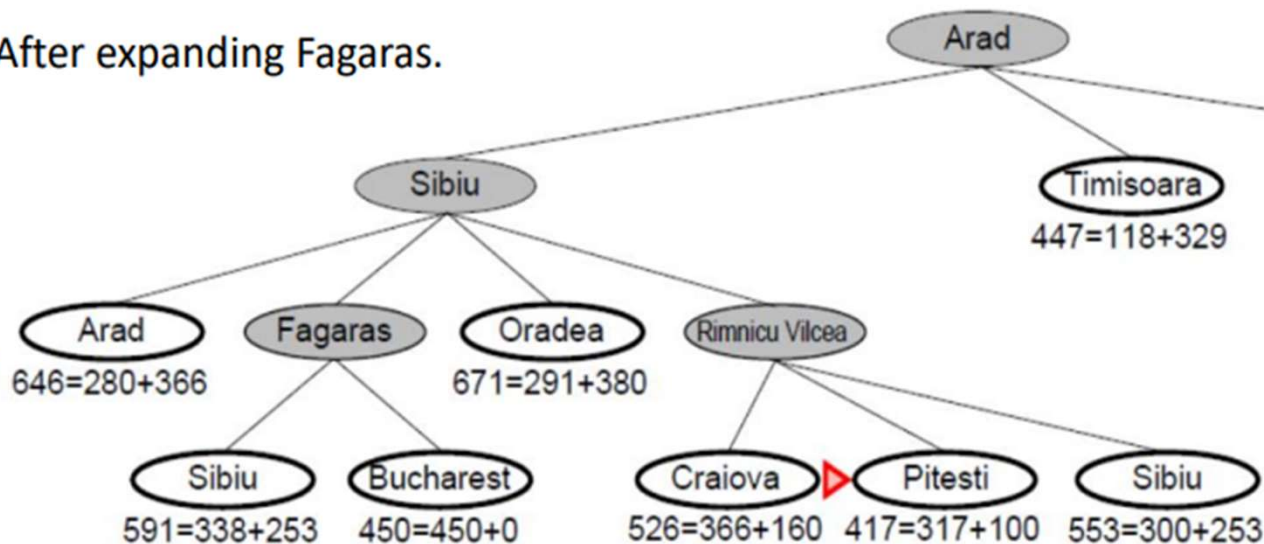 After expanding Fagaras.
Arad
Sibiu
Timisoara
447=118+329
Arad
Fagaras
Oradea
Rimnicu Vilcea
646=280+366
671=291+380
Sibiu
Bucharest
Craiova
Pitesti
Sibiu
591=338+253
450=450+0
526=366+160
417=317+100
553=300+253